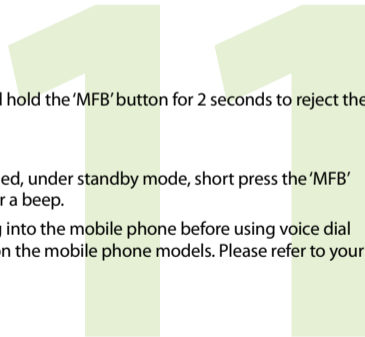 hold the 'MFB' button for 2 seconds to reject the
ed, under standby mode, short press the 'MFB'
r a beep.
into the mobile phone before using voice dial
n the mobile phone models. Please refer to your
11